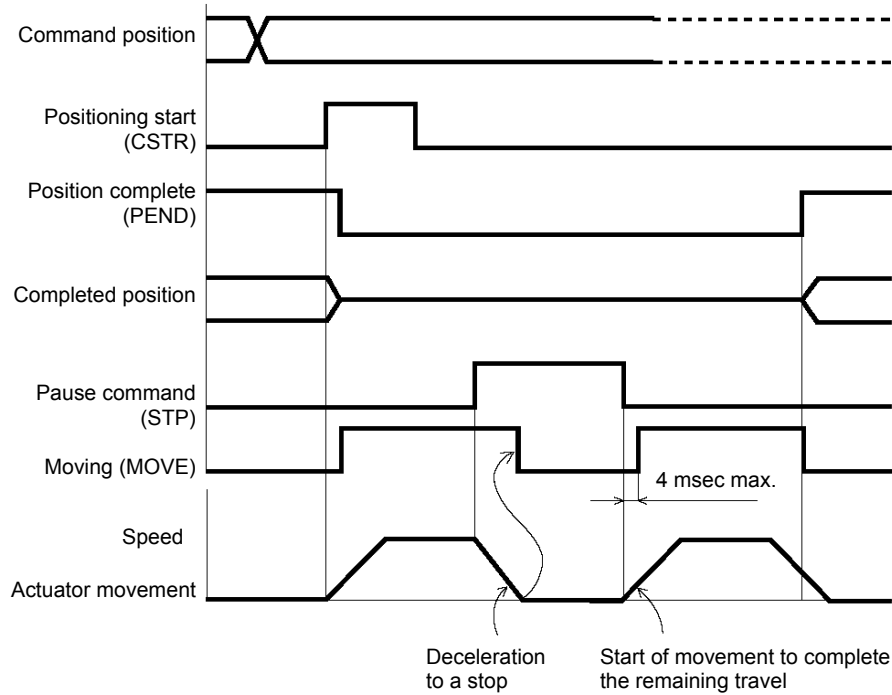 Command position
Positioning start
(CSTR)
Position complete
(PEND)
Completed position
Pause command
(STP)
Moving (MOVE)
4 msec max.
Speed
Actuator movement
Deceleration
to a stop
Start of movement to complete
the remaining travel